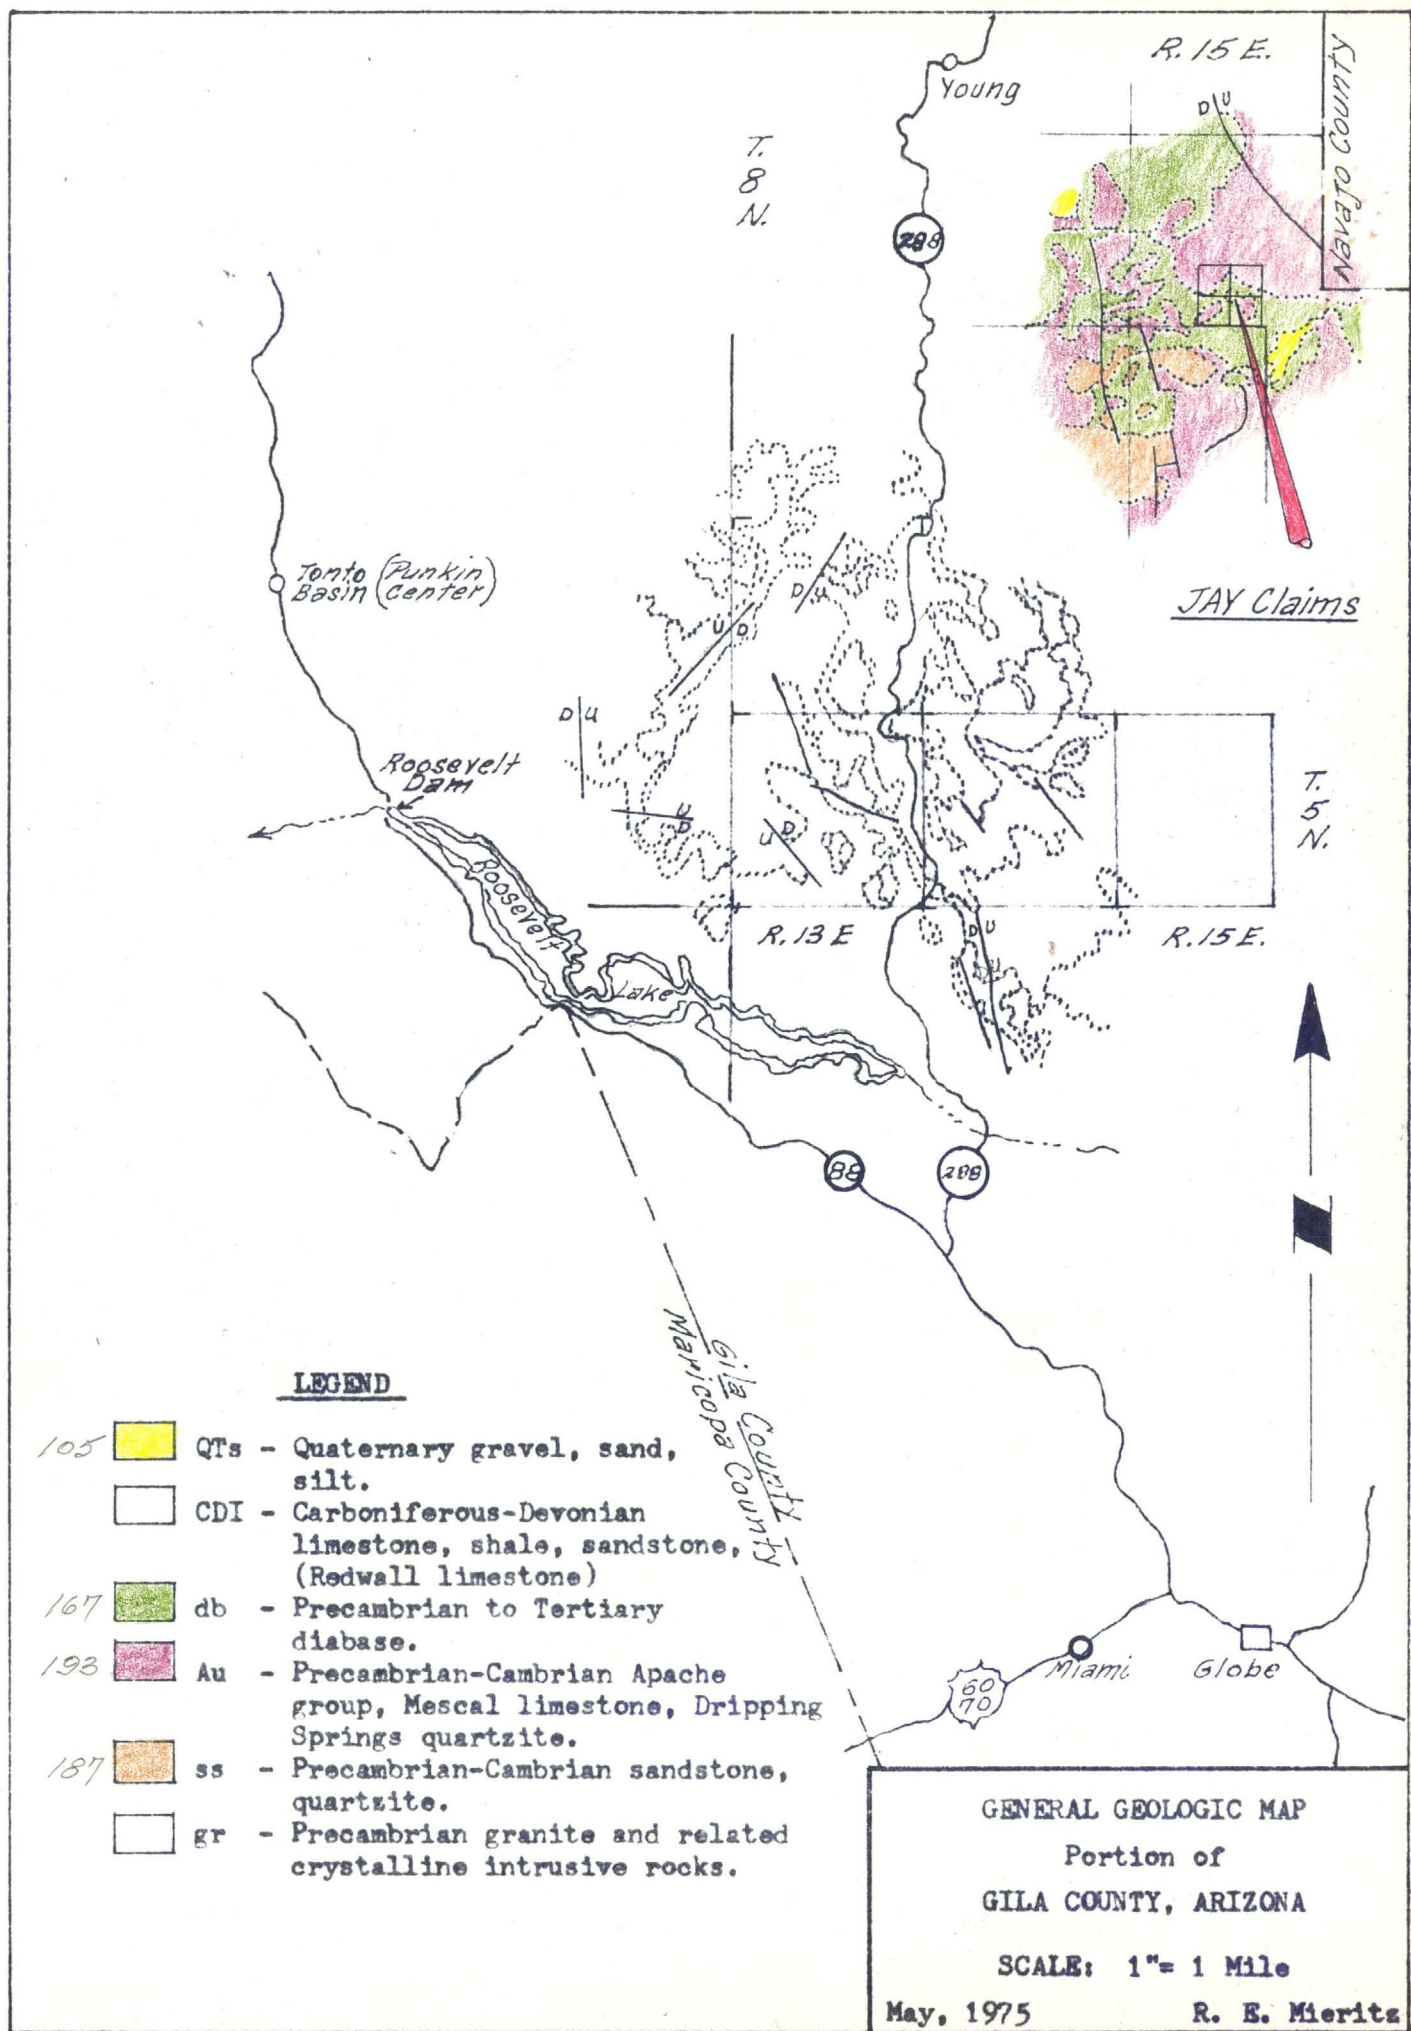 R. 15 E.
Navajo County
Young
D U
T.
8
N.
288
Tonto (Punkin
Basin Center)
D/U
U/D
JAY Claims
D U
Roosevelt
Dam
U
D
U D
T.
5
N.
Roosevelt
Lake
R. 13 E
R. 15 E.
D U
D U
88
288
Gila County
Maricopa County
LEGEND
105 QTs - Quaternary gravel, sand,
silt.
CDI - Carboniferous-Devonian
limestone, shale, sandstone,
(Redwall limestone)
167 db - Precambrian to Tertiary
diabase.
193 Au - Precambrian-Cambrian Apache
group, Mescal limestone, Dripping
Springs quartzite.
187 ss - Precambrian-Cambrian sandstone,
quartzite.
gr - Precambrian granite and related
crystalline intrusive rocks.
Miami
Globe
60
70
GENERAL GEOLOGIC MAP
Portion of
GILA COUNTY, ARIZONA
SCALE: 1"= 1 Mile
May, 1975 R. E. Mieritz